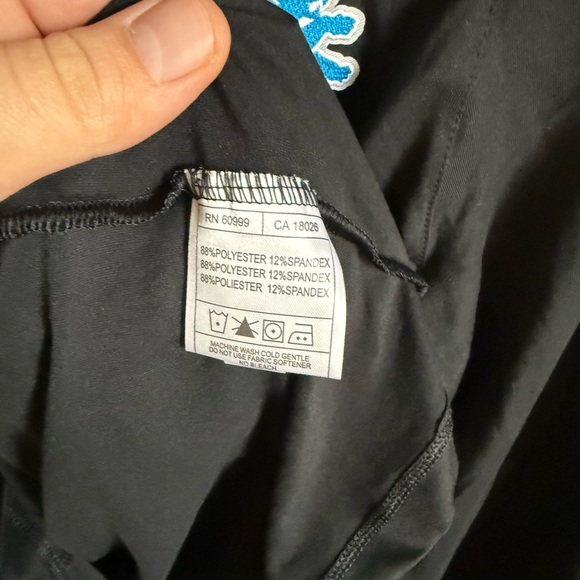 RN 60999 CA 18026
88%POLYESTER 12%SPANDEX
88%POLYESTER 12%SPANDEX
88%POLIESTER 12%SPANDEX
MACHINE WASH COLD GENTLE
DO NOT USE FABRIC SOFTENER
NO BLEACH